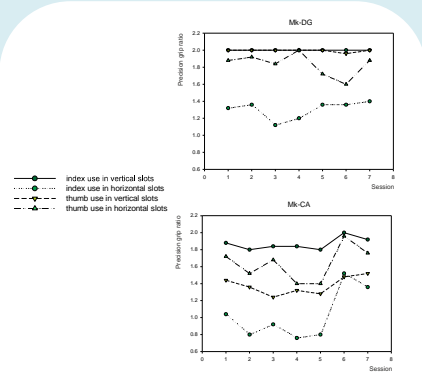 Mk-DG
Precision grip ratio
2.2
2.0
1.8
1.6
1.4
1.2
1.0
0.8
0.6
0 1 2 3 4 5 6 7 8
Session
index use in vertical slots
index use in horizontal slots
thumb use in vertical slots
thumb use in horizontal slots
Mk-CA
Precision grip ratio
2.2
2.0
1.8
1.6
1.4
1.2
1.0
0.8
0.6
0 1 2 3 4 5 6 7 8
Session